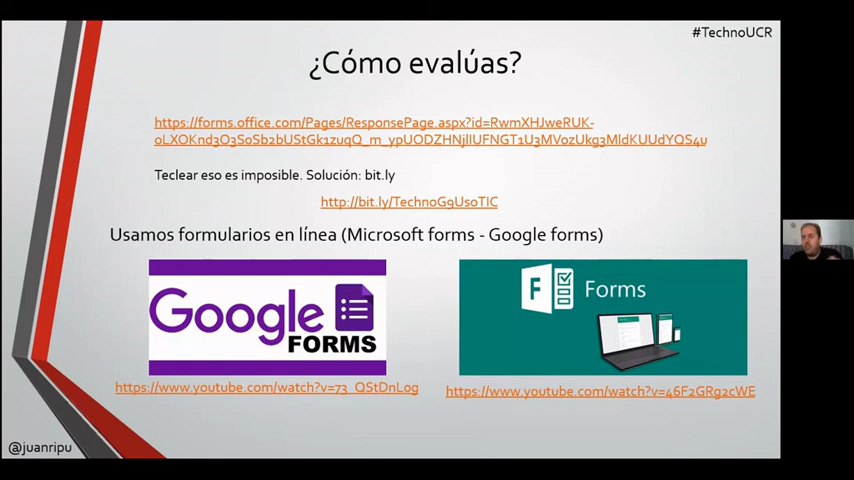 #TechnoUCR
¿Cómo evalúas?
https://forms.office.com/Pages/ResponsePage.aspx?id=RwmXHJweRUK-
oLXOKnd3O3SoSb2bUStGk1zuqQ_m_ypUODZHNjlIUFNGT1U3MVozUkg3MldKUUdYQS4u
Teclear eso es imposible. Solución: bit.ly
http://bit.ly/TechnoG9UsoTIC
Usamos formularios en línea (Microsoft forms - Google forms)
Google
FORMS
F
Forms
https://www.youtube.com/watch?v=73_QStDnLog
https://www.youtube.com/watch?v=46F2GRg2cWE
@juanripu